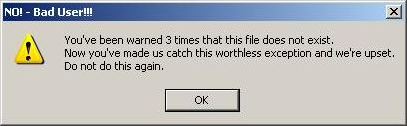 NO! - Bad User!!!
You've been warned 3 times that this file does not exist.
Now you've made us catch this worthless exception and we're upset.
Do not do this again.
OK